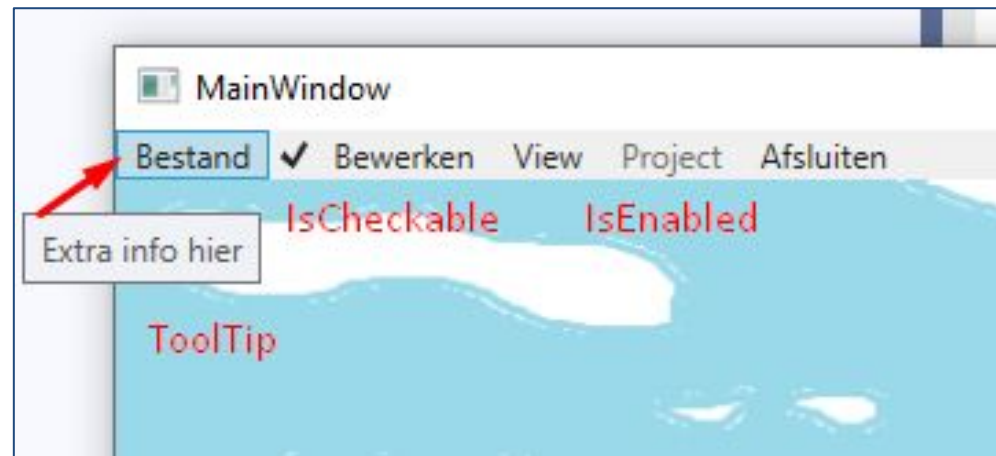 MainWindow
Bestand ✓ Bewerken View Project Afsluiten
IsCheckable IsEnabled
Extra info hier
ToolTip